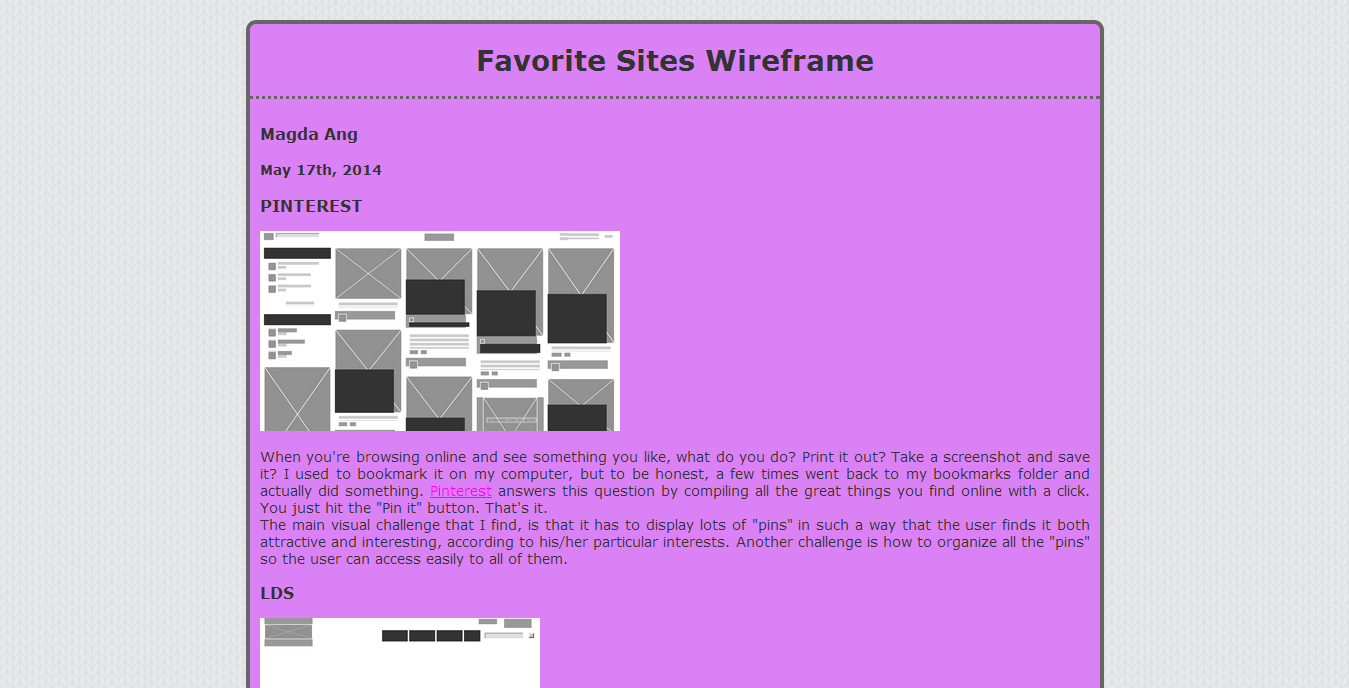 Favorite Sites Wireframe
Magda Ang
May 17th, 2014
PINTEREST
When you're browsing online and see something you like, what do you do? Print it out? Take a screenshot and save
it? I used to bookmark it on my computer, but to be honest, a few times went back to my bookmarks folder and
actually did something. Pinterest answers this question by compiling all the great things you find online with a click.
You just hit the "Pin it" button. That's it.
The main visual challenge that I find, is that it has to display lots of "pins" in such a way that the user finds it both
attractive and interesting, according to his/her particular interests. Another challenge is how to organize all the "pins"
so the user can access easily to all of them.
LDS